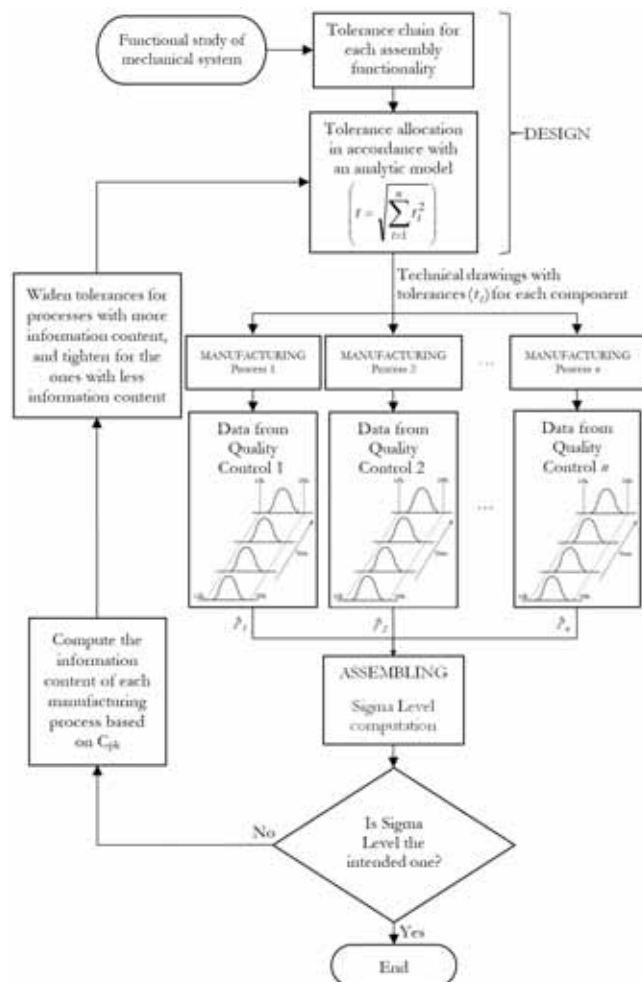 Functional study of
mechanical system
Tolerance chain for
each assembly
functionality
DESIGN
Tolerance allocation
in accordance with
an analytic model
Technical drawings with
tolerances (t_i) for each component
Widen tolerances for
processes with more
information content,
and tighten for the
ones with less
information content
MANUFACTURING
Process 1
MANUFACTURING
Process 2
...
MANUFACTURING
Process n
Data from
Quality
Control 1
Data from
Quality
Control 2
...
Data from
Quality
Control n
Compute the
information
content of each
manufacturing
process based
on Cpk
ASSEMBLING
Sigma Level
computation
No
Is Sigma
Level the
intended one?
Yes
End